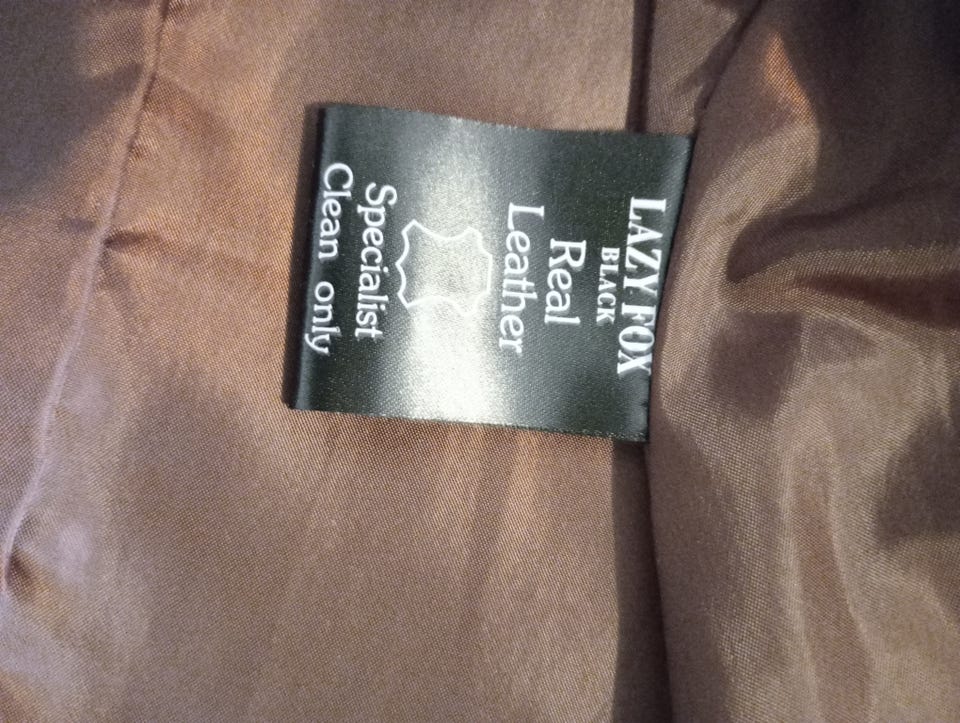 LAZY FOX
BLACK
Real
Leather
Specialist
Clean only